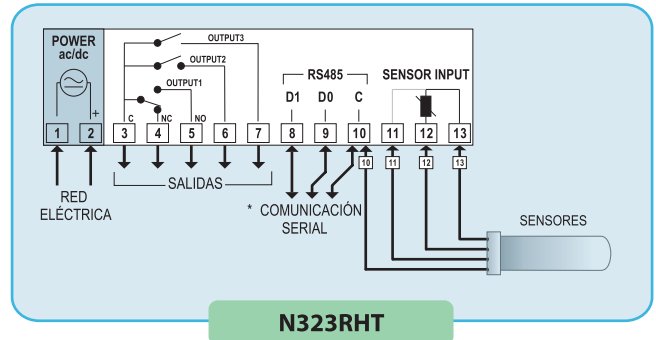 POWER
ac/dc
+
OUTPUT3
OUTPUT2
OUTPUT1
C
NC
NO
RS485
D1 D0 C
SENSOR INPUT
1 2 3 4 5 6 7 8 9 10 11 12 13
10 11 12 13
RED
ELÉCTRICA
SALIDAS
* COMUNICACIÓN
SERIAL
SENSORES
N323RHT